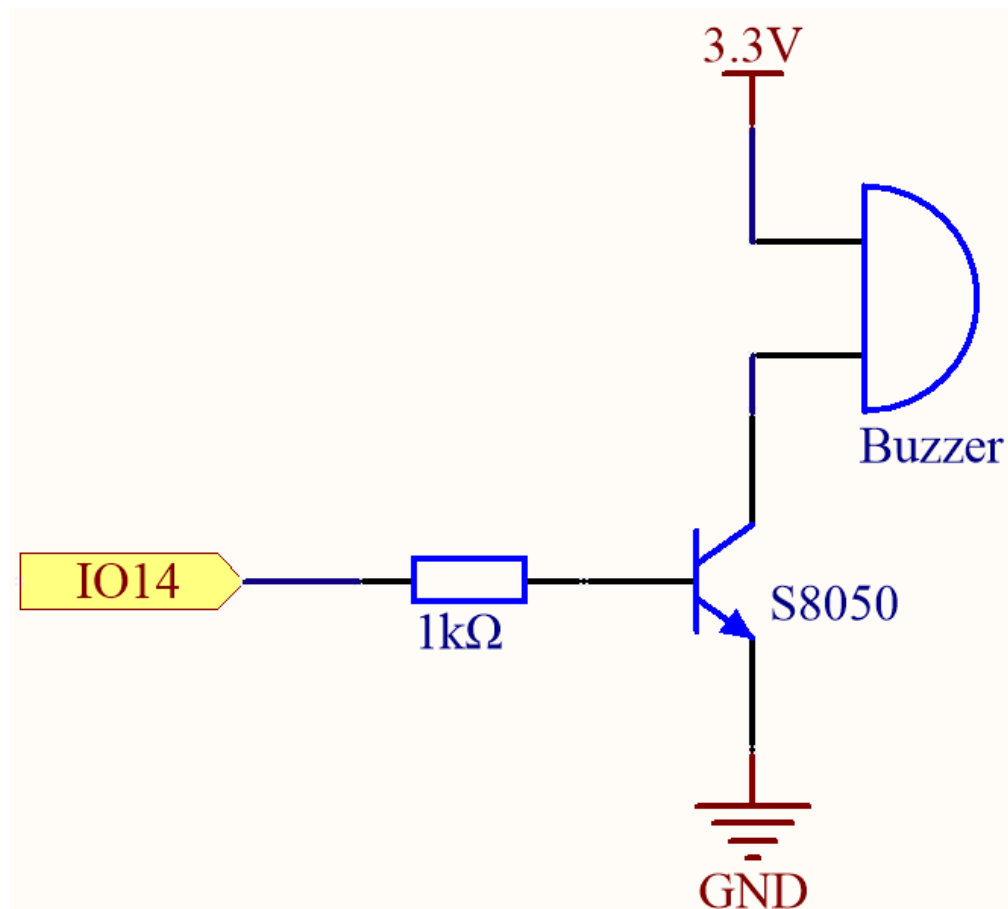 3.3V
Buzzer
IO14
1kΩ
S8050
GND